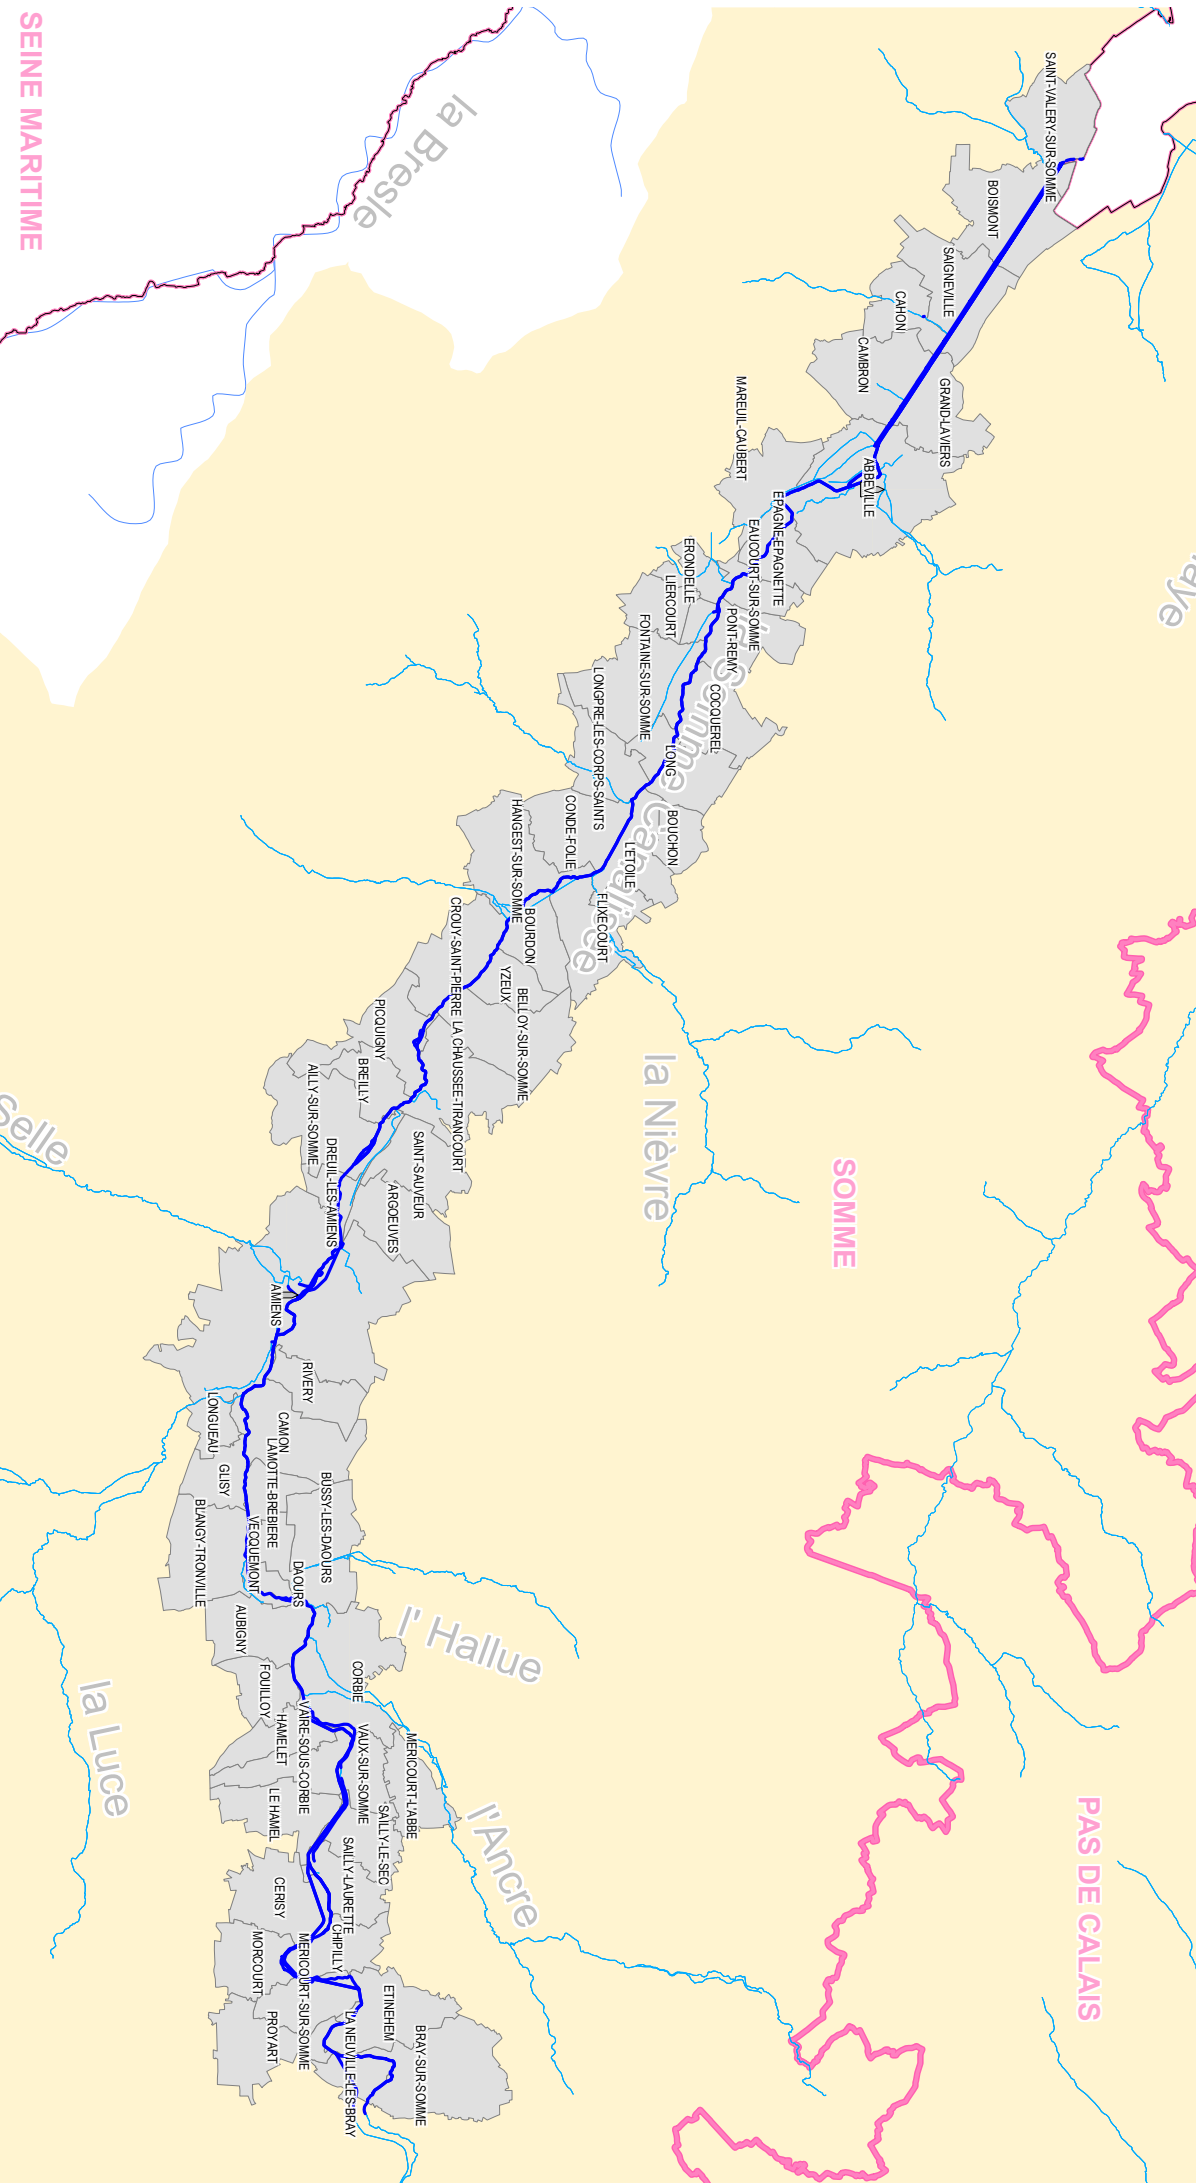 SEINE MARITIME
la Bresle
SAINT-VALERY-SUR-SOMME
BOISMONT
SAIGNEVILLE
CAHON
CAMBRON
GRAND-LAVIERS
MAREUIL-CAUBERT
ABBEVILLE
EPAGNE-EPAGNETTE
EAUCOURT-SUR-SOMME
ERONDELLE
LIERCOURT
PONT-REMY
FONTAINE-SUR-SOMME
COCQUEREL
LONGPRE-LES-CORPS-SAINTS
LONG
la Somme Canalisée
BOUCHON
CONDE-FOLIE
L'ETOILE
HANGEST-SUR-SOMME
FLIXECOURT
BOURDON
CROUY-SAINT-PIERRE
YZEUX
BELLOY-SUR-SOMME
PICQUIGNY
LA CHAUSSEE-TIRANCOURT
BREILLY
AILLY-SUR-SOMME
la Nièvre
SOMME
Selle
SAINT-SAUVEUR
DREUIL-LES-AMIENS
ARGOEUVES
AMIENS
RIVERY
LONGUEAU
CAMON
GLISY
LAMOTTE-BREBIERE
BUSSY-LES-DAOURS
BLANGY-TRONVILLE
VECQUEMONT
DAOURS
AUBIGNY
l' Hallue
CORBIE
FOUILLOY
la Luce
HAMELET
VAIRE-SOUS-CORBIE
VAUX-SUR-SOMME
MERICOURT-L'ABBE
LE HAMEL
SAILLY-LE-SEC
SAILLY-LAURETTE
l'Ancre
PAS DE CALAIS
CERISY
CHIPILLY
MORCOURT
MERICOURT-SUR-SOMME
ETINEHEM
PROYART
LA NEUVILLE-LES-BRAY
BRAY-SUR-SOMME